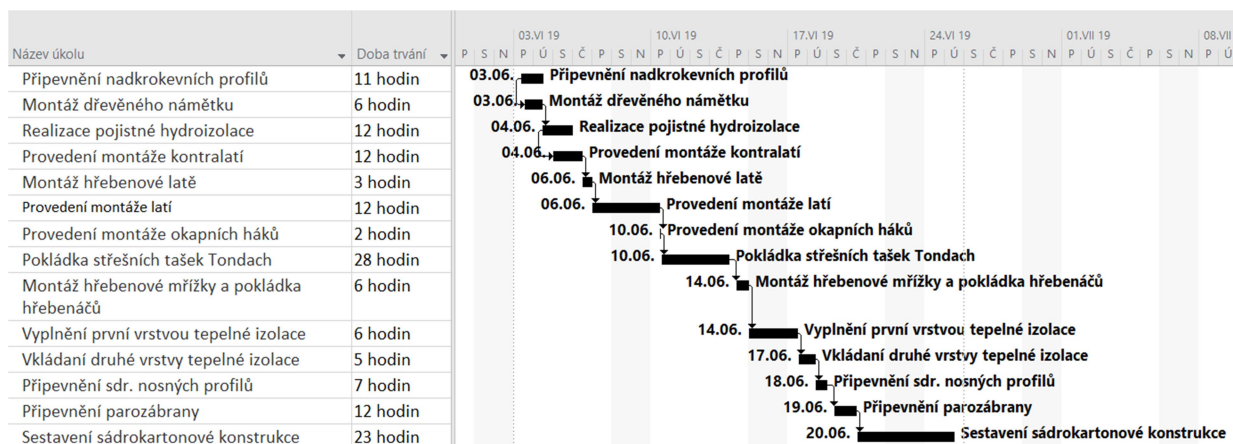 03.VI 19 10.VI 19 17.VI 19 24.VI 19 01.VII 19 08.VII
Název úkolu Doba trvání P S N P Ú S Č P S N P Ú S Č P S N P Ú S Č P S N P Ú S Č P S N P Ú S Č P S N P Ú
Připevnění nadkrokevních profilů 11 hodin 03.06. Připevnění nadkrokevních profilů
Montáž dřevěného námětku 6 hodin 03.06. Montáž dřevěného námětku
Realizace pojistné hydroizolace 12 hodin 04.06. Realizace pojistné hydroizolace
Provedení montáže kontralatí 12 hodin 04.06. Provedení montáže kontralatí
Montáž hřebenové latě 3 hodin 06.06. Montáž hřebenové latě
Provedení montáže latí 12 hodin 06.06. Provedení montáže latí
Provedení montáže okapních háků 2 hodin 10.06. Provedení montáže okapních háků
Pokládka střešních tašek Tondach 28 hodin 10.06. Pokládka střešních tašek Tondach
Montáž hřebenové mřížky a pokládka 6 hodin 14.06. Montáž hřebenové mřížky a pokládka hřebenáčů
hřebenáčů
Vyplnění první vrstvou tepelné izolace 6 hodin 14.06. Vyplnění první vrstvou tepelné izolace
Vkládaní druhé vrstvy tepelné izolace 5 hodin 17.06. Vkládaní druhé vrstvy tepelné izolace
Připevnění sdr. nosných profilů 7 hodin 18.06. Připevnění sdr. nosných profilů
Připevnění parozábrany 12 hodin 19.06. Připevnění parozábrany
Sestavení sádrokartonové konstrukce 23 hodin 20.06. Sestavení sádrokartonové konstrukce